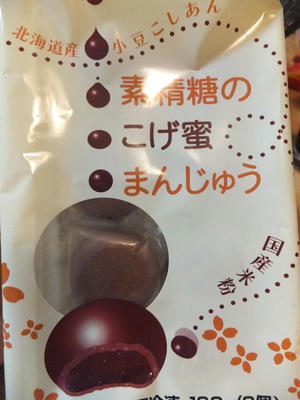 北海道産
小豆こしあん
素精糖の
こげ蜜
まんじゅう
国産米粉